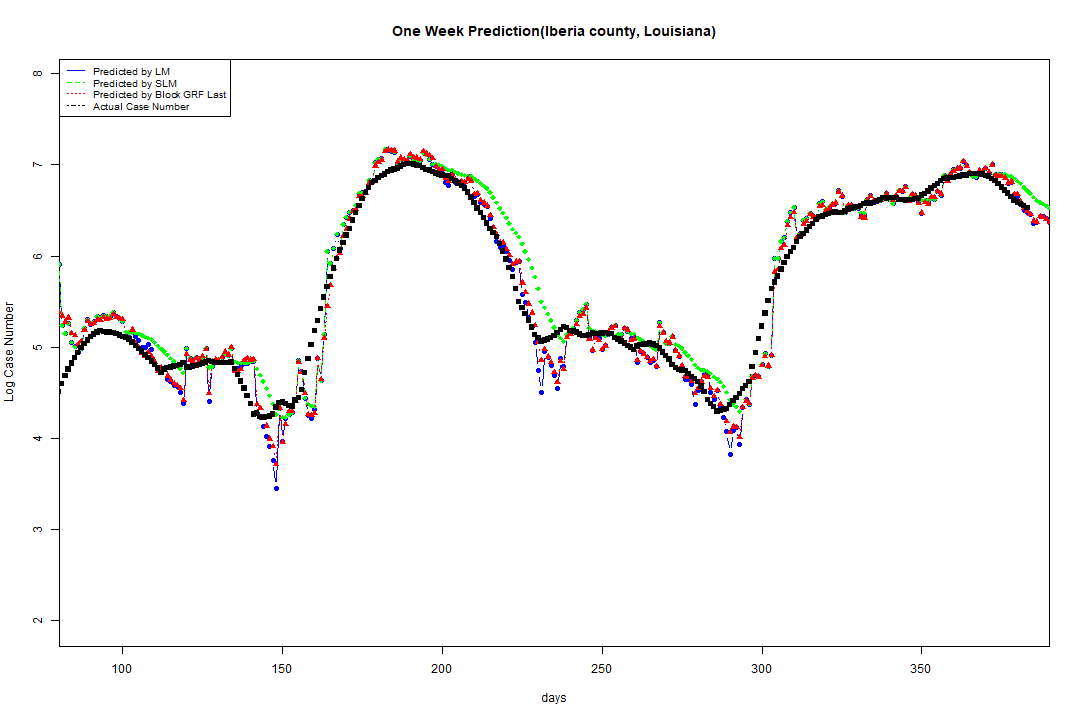 One Week Prediction(Iberia county, Louisiana)
Predicted by LM
Predicted by SLM
Predicted by Block GRF Last
Actual Case Number
8
7
6
5
4
3
2
Log Case Number
100 150 200 250 300 350
days